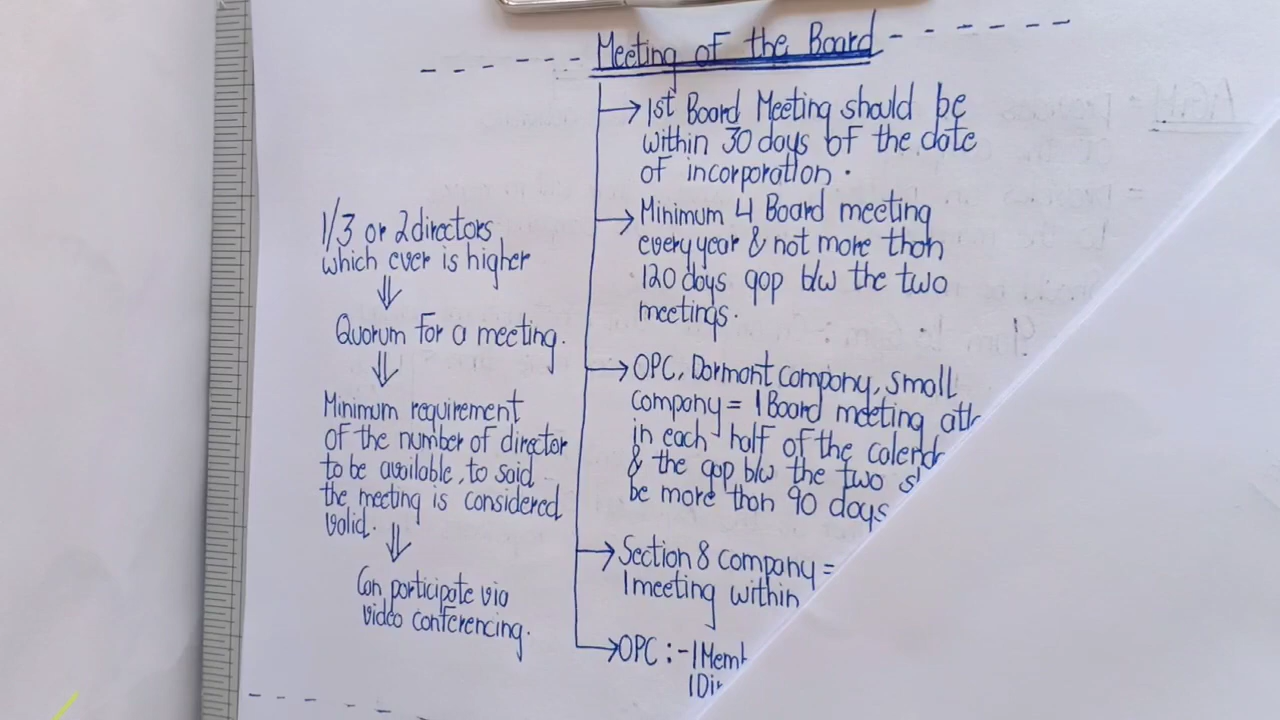 Meeting of the Board
1st Board Meeting should be
within 30 days of the date
of incorporation.
Minimum 4 Board meeting
every year & not more than
120 days gap b/w the two
meetings.
OPC, Dormant company, small
company = 1 Board meeting
in each half of the
& the gap b/w the two
be more than 90 days
Section 8 company =
1 meeting within
OPC :- 1
1
1/3 or 2 directors
which ever is higher
⇓
Quorum for a meeting.
⇓
Minimum requirement
of the number of director
to be available, to said
the meeting is considered
valid.
⇓
Can participate via
video conferencing.